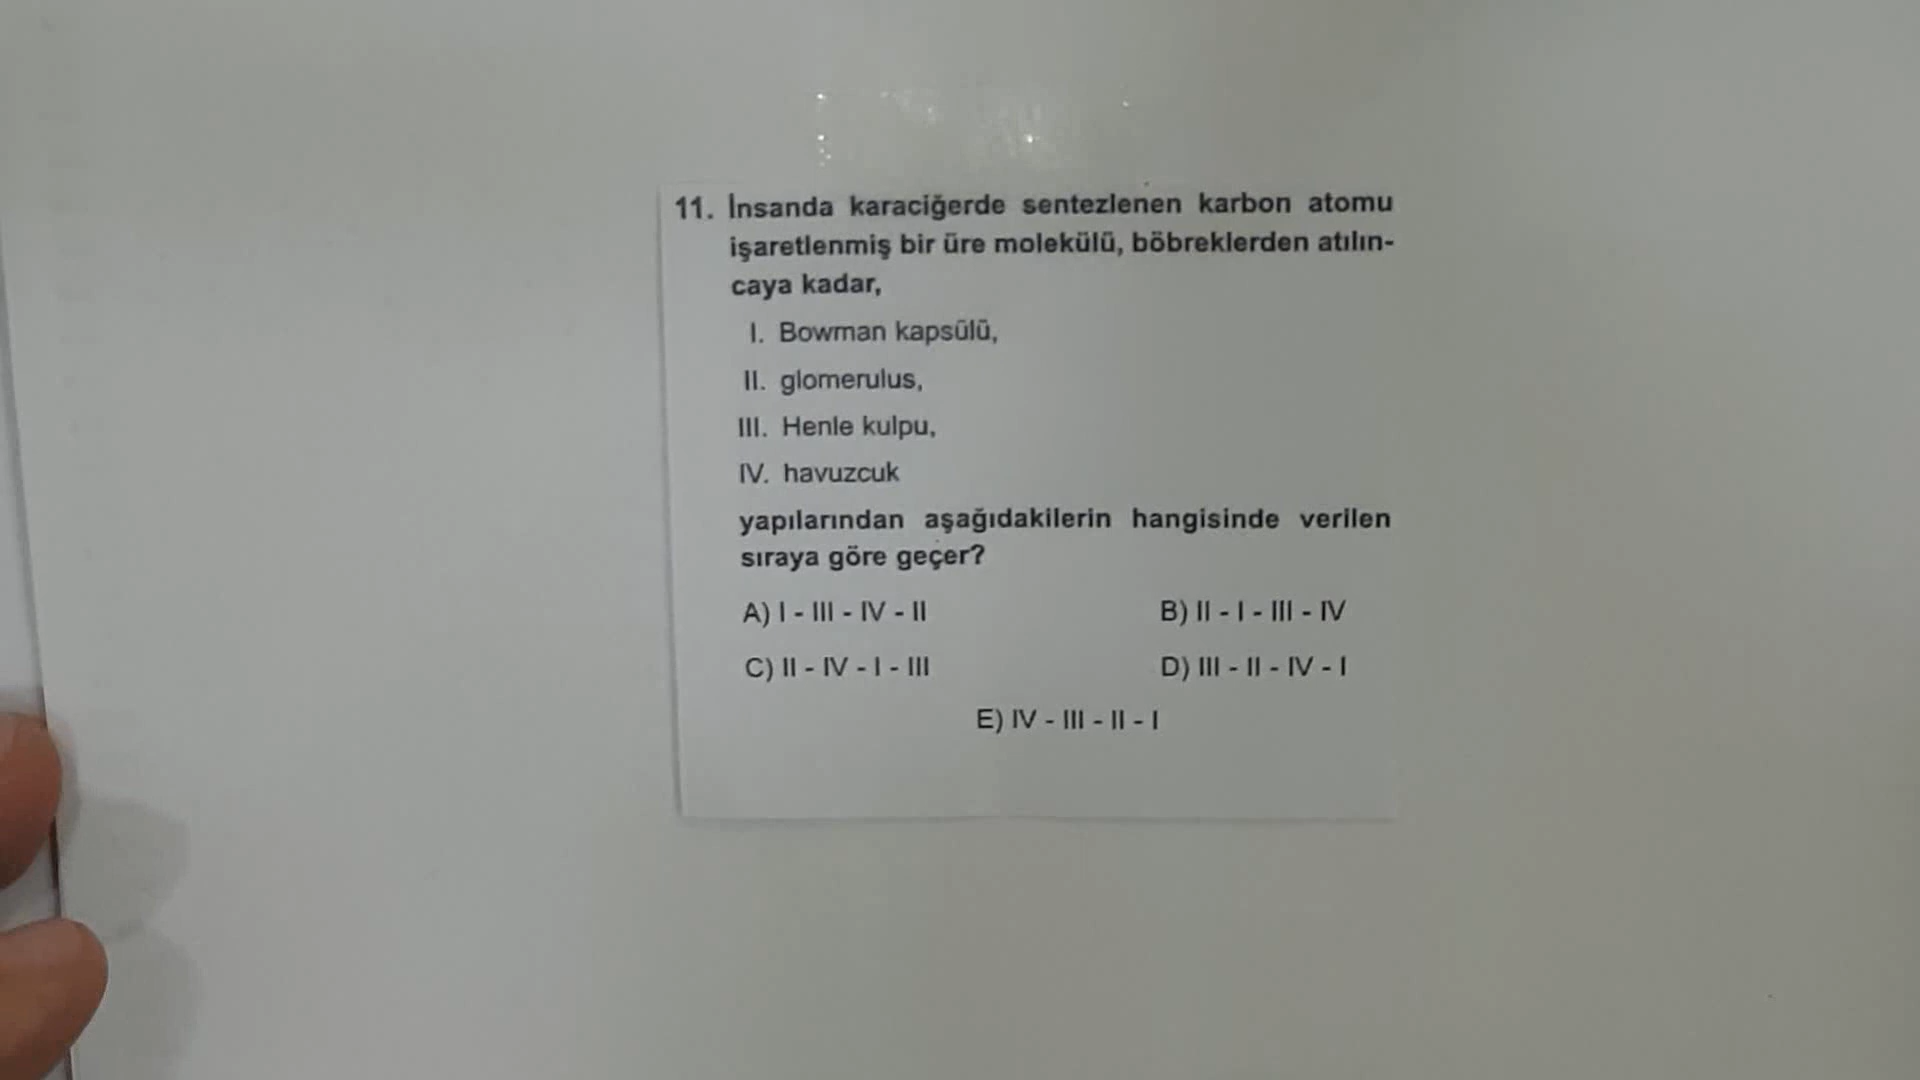 11. İnsanda karaciğerde sentezlenen karbon atomu
işaretlenmiş bir üre molekülü, böbreklerden atılın-
caya kadar,
I. Bowman kapsülü,
II. glomerulus,
III. Henle kulpu,
IV. havuzcuk
yapılarından aşağıdakilerin hangisinde verilen
sıraya göre geçer?
A) I - III - IV - II B) II - I - III - IV
C) II - IV - I - III D) III - II - IV - I
E) IV - III - II - I